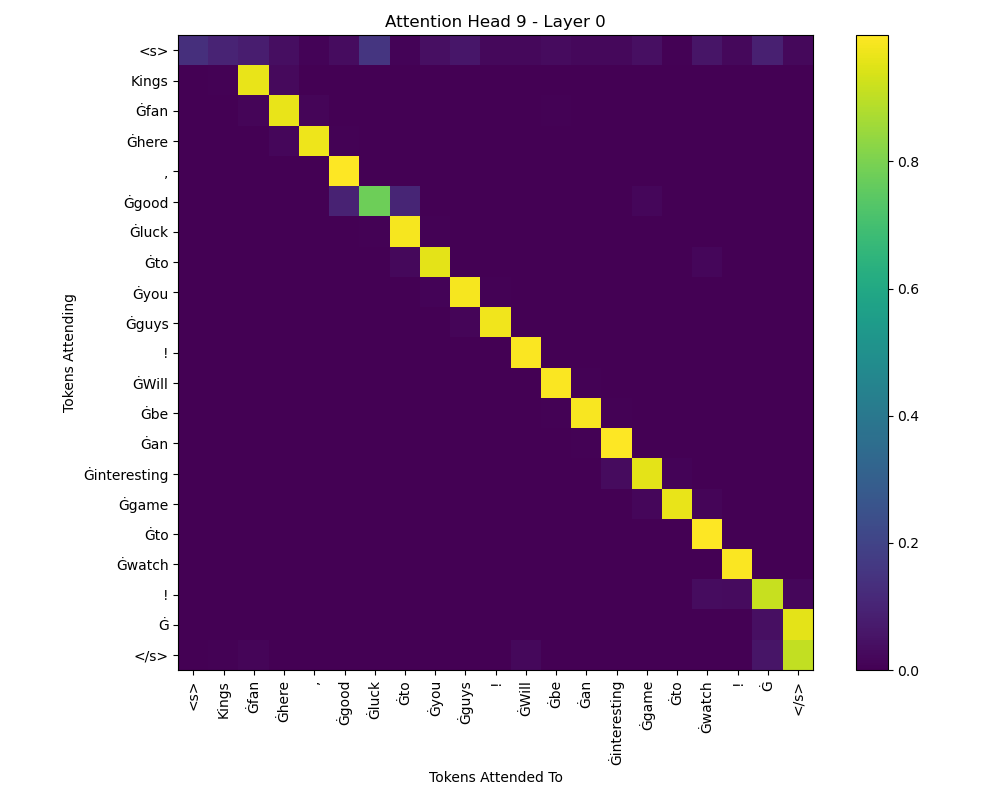 Attention Head 9 - Layer 0
Tokens Attending
<s>
Kings
Ġfan
Ġhere
,
Ġgood
Ġluck
Ġto
Ġyou
Ġguys
!
ĠWill
Ġbe
Ġan
Ġinteresting
Ġgame
Ġto
Ġwatch
!
Ġ
</s>
<s>
Kings
Ġfan
Ġhere
,
Ġgood
Ġluck
Ġto
Ġyou
Ġguys
!
ĠWill
Ġbe
Ġan
Ġinteresting
Ġgame
Ġto
Ġwatch
!
Ġ
</s>
Tokens Attended To
0.8
0.6
0.4
0.2
0.0